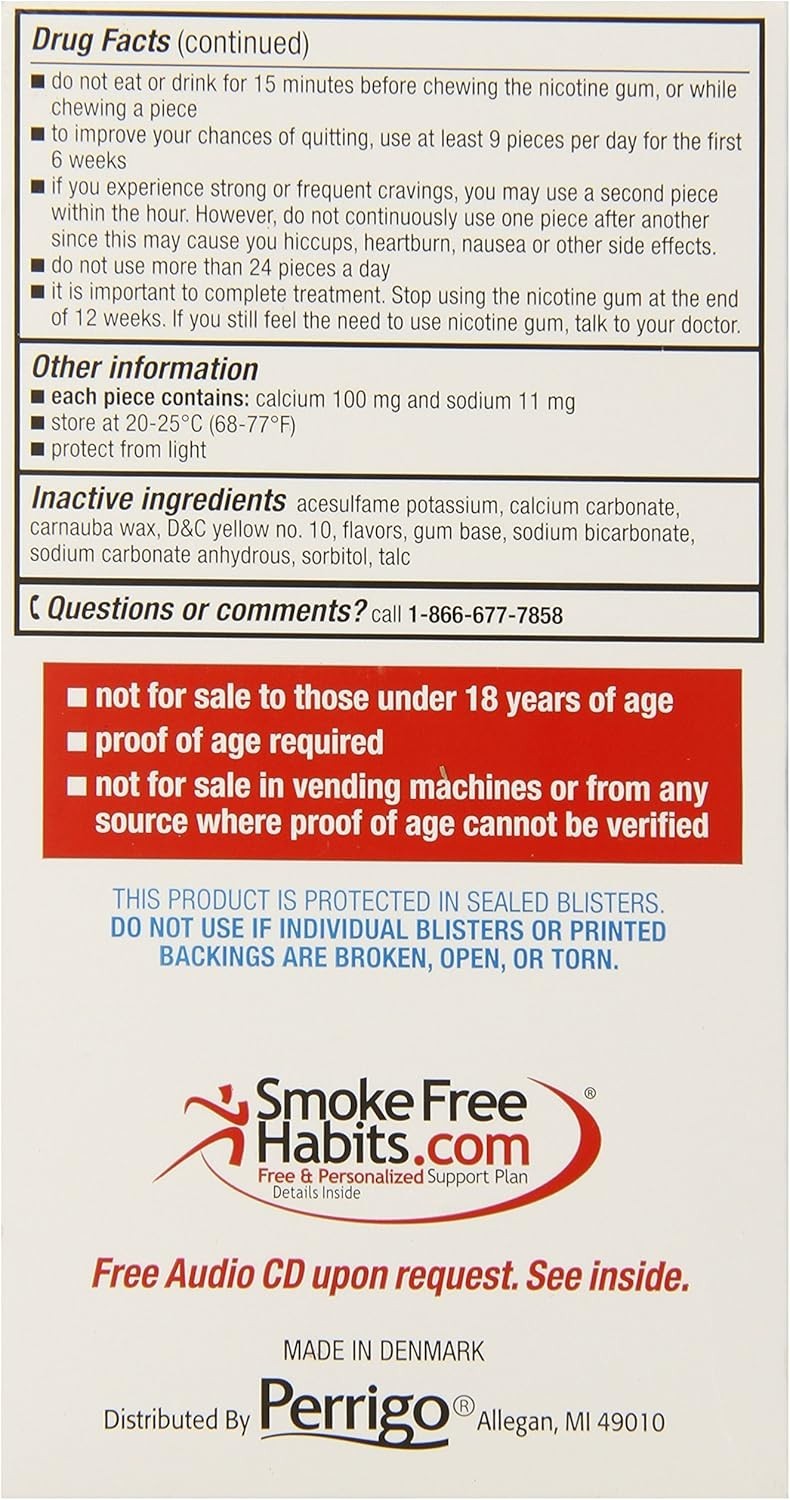 Drug Facts (continued)
■ do not eat or drink for 15 minutes before chewing the nicotine gum, or while
chewing a piece
■ to improve your chances of quitting, use at least 9 pieces per day for the first
6 weeks
■ if you experience strong or frequent cravings, you may use a second piece
within the hour. However, do not continuously use one piece after another
since this may cause you hiccups, heartburn, nausea or other side effects.
■ do not use more than 24 pieces a day
■ it is important to complete treatment. Stop using the nicotine gum at the end
of 12 weeks. If you still feel the need to use nicotine gum, talk to your doctor.
Other information
■ each piece contains: calcium 100 mg and sodium 11 mg
■ store at 20-25°C (68-77°F)
■ protect from light
Inactive ingredients acesulfame potassium, calcium carbonate,
carnauba wax, D&C yellow no. 10, flavors, gum base, sodium bicarbonate,
sodium carbonate anhydrous, sorbitol, talc
Questions or comments? call 1-866-677-7858
■ not for sale to those under 18 years of age
■ proof of age required
■ not for sale in vending machines or from any
source where proof of age cannot be verified
THIS PRODUCT IS PROTECTED IN SEALED BLISTERS.
DO NOT USE IF INDIVIDUAL BLISTERS OR PRINTED
BACKINGS ARE BROKEN, OPEN, OR TORN.
Smoke Free ®
Habits.com
Free & Personalized Support Plan
Details Inside
Free Audio CD upon request. See inside.
MADE IN DENMARK
Distributed By Perrigo® Allegan, MI 49010